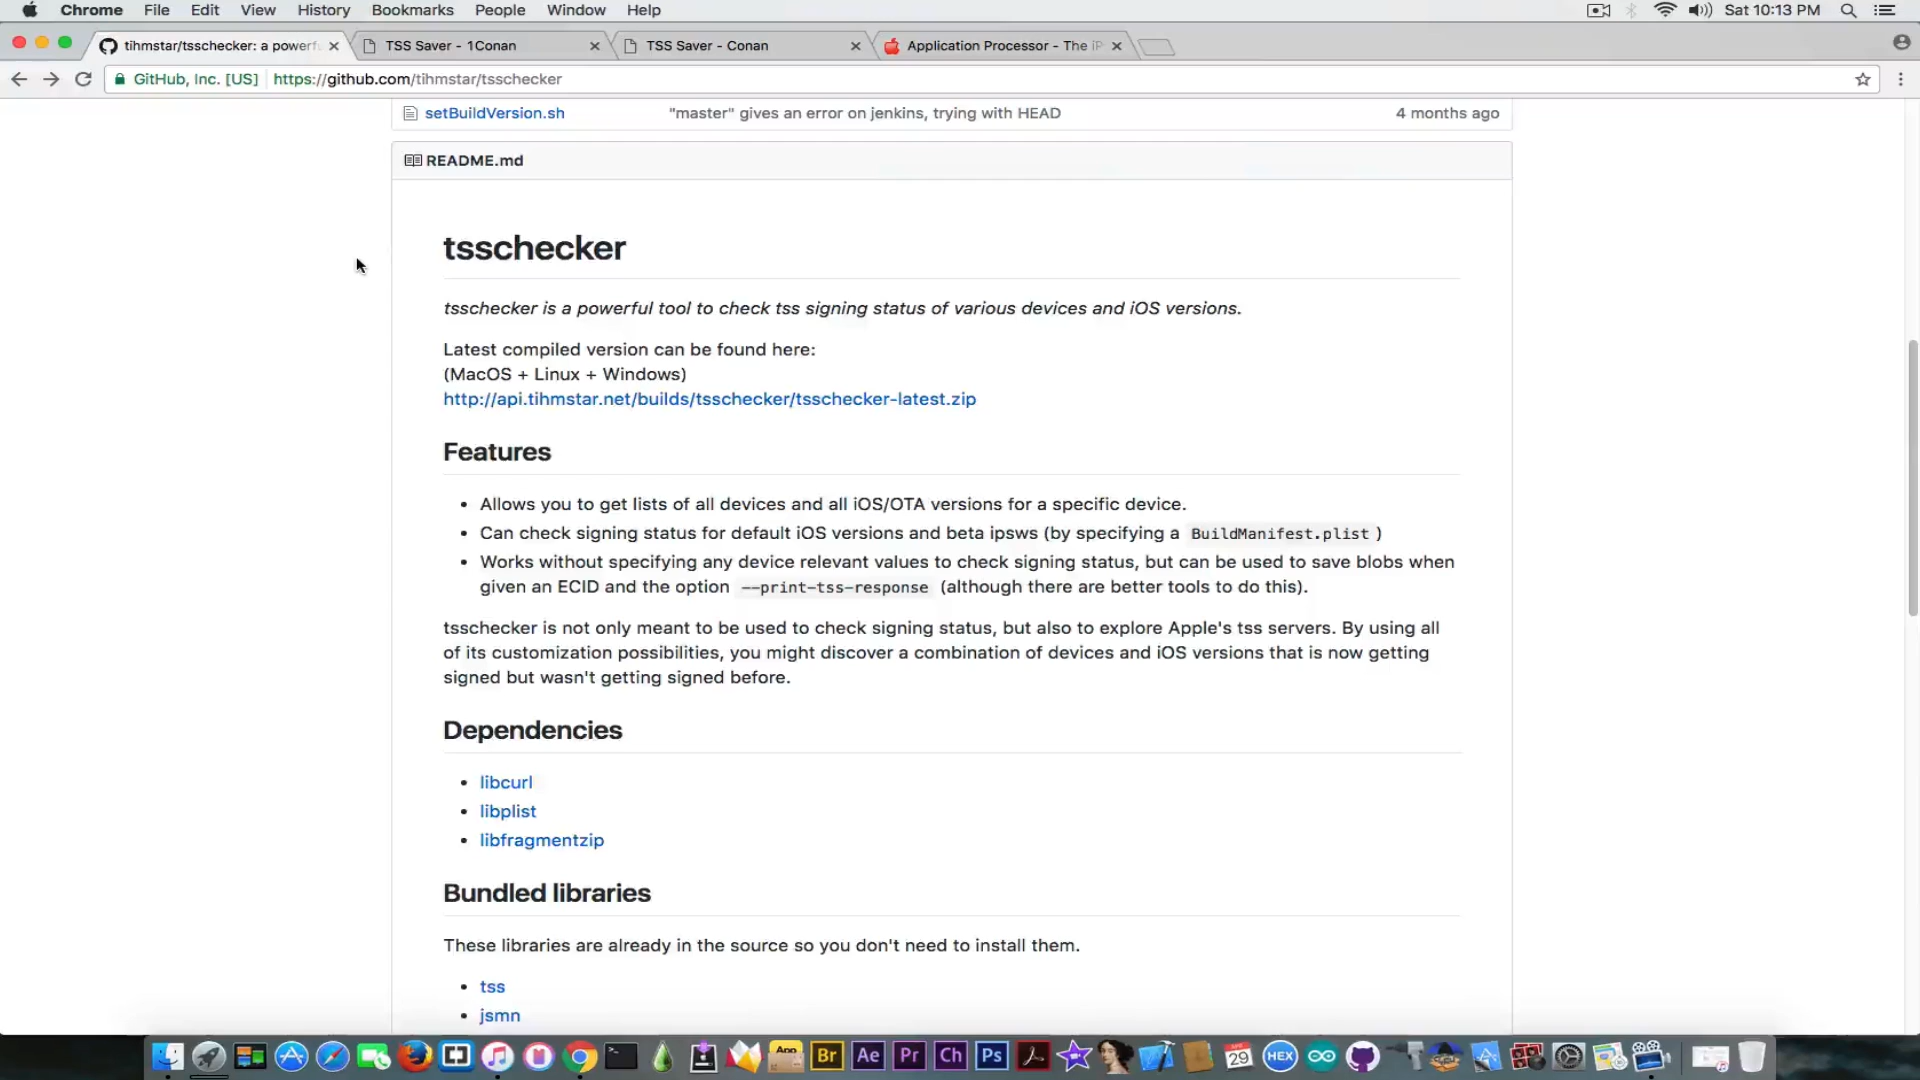 Chrome File Edit View History Bookmarks People Window Help Sat 10:13 PM
tihmstar/tsschecker: a powerf TSS Saver - 1Conan TSS Saver - Conan Application Processor - The iP
GitHub, Inc. [US] https://github.com/tihmstar/tsschecker
setBuildVersion.sh "master" gives an error on jenkins, trying with HEAD 4 months ago
README.md
tsschecker
tsschecker is a powerful tool to check tss signing status of various devices and iOS versions.
Latest compiled version can be found here:
(MacOS + Linux + Windows)
http://api.tihmstar.net/builds/tsschecker/tsschecker-latest.zip
Features
• Allows you to get lists of all devices and all iOS/OTA versions for a specific device.
• Can check signing status for default iOS versions and beta ipsws (by specifying a BuildManifest.plist )
• Works without specifying any device relevant values to check signing status, but can be used to save blobs when
given an ECID and the option --print-tss-response (although there are better tools to do this).
tsschecker is not only meant to be used to check signing status, but also to explore Apple's tss servers. By using all
of its customization possibilities, you might discover a combination of devices and iOS versions that is now getting
signed but wasn't getting signed before.
Dependencies
• libcurl
• libplist
• libfragmentzip
Bundled libraries
These libraries are already in the source so you don't need to install them.
• tss
• jsmn
App Br Ae Pr Ch Ps APR 29 HEX